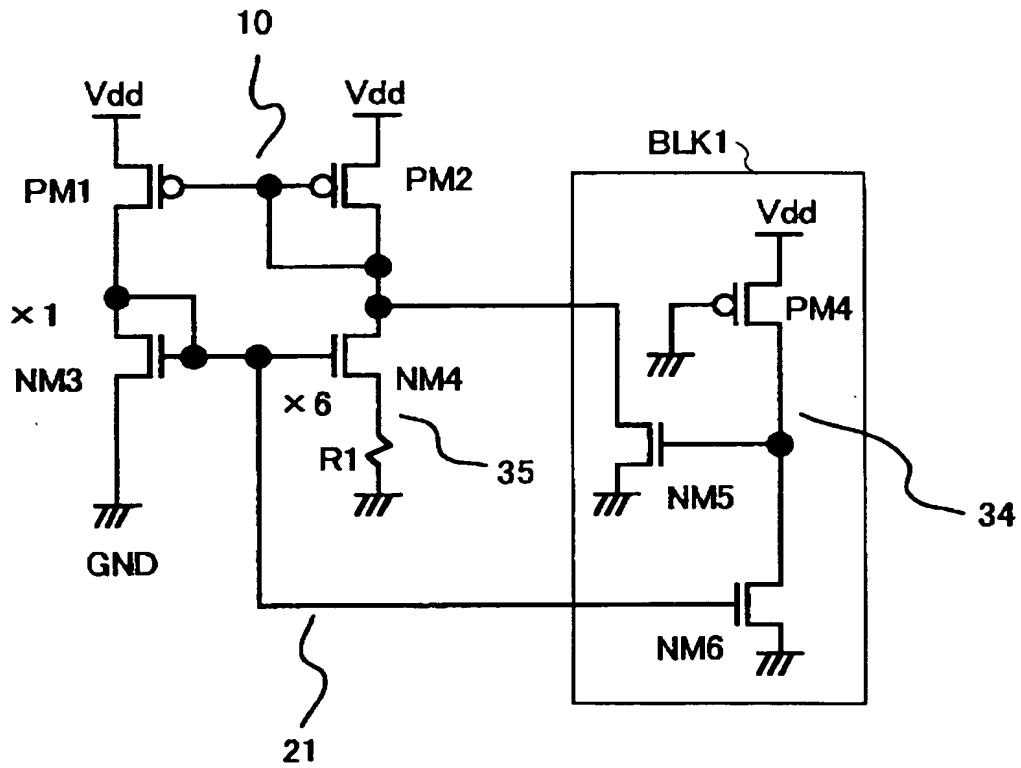 10
Vdd
Vdd
BLK1
PM1
PM2
Vdd
PM4
×1
NM3
×6
NM4
R1
35
NM5
34
GND
NM6
21